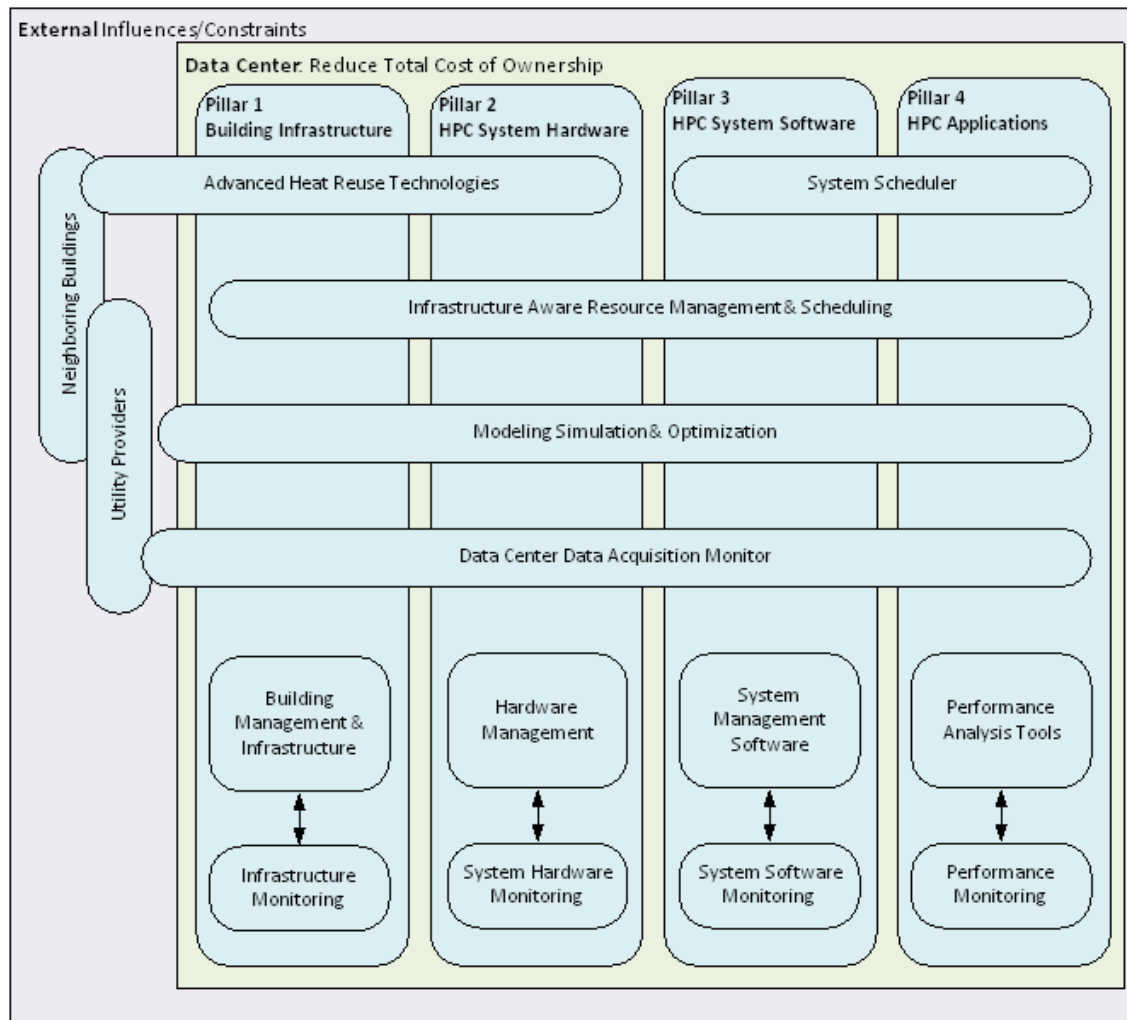 External Influences/Constraints
Data Center: Reduce Total Cost of Ownership
Pillar 1
Building Infrastructure
Pillar 2
HPC System Hardware
Pillar 3
HPC System Software
Pillar 4
HPC Applications
Advanced Heat Reuse Technologies
System Scheduler
Neighboring Buildings
Infrastructure Aware Resource Management & Scheduling
Utility Providers
Modeling Simulation & Optimization
Data Center Data Acquisition Monitor
Building
Management &
Infrastructure
Hardware
Management
System
Management
Software
Performance
Analysis Tools
Infrastructure
Monitoring
System Hardware
Monitoring
System Software
Monitoring
Performance
Monitoring